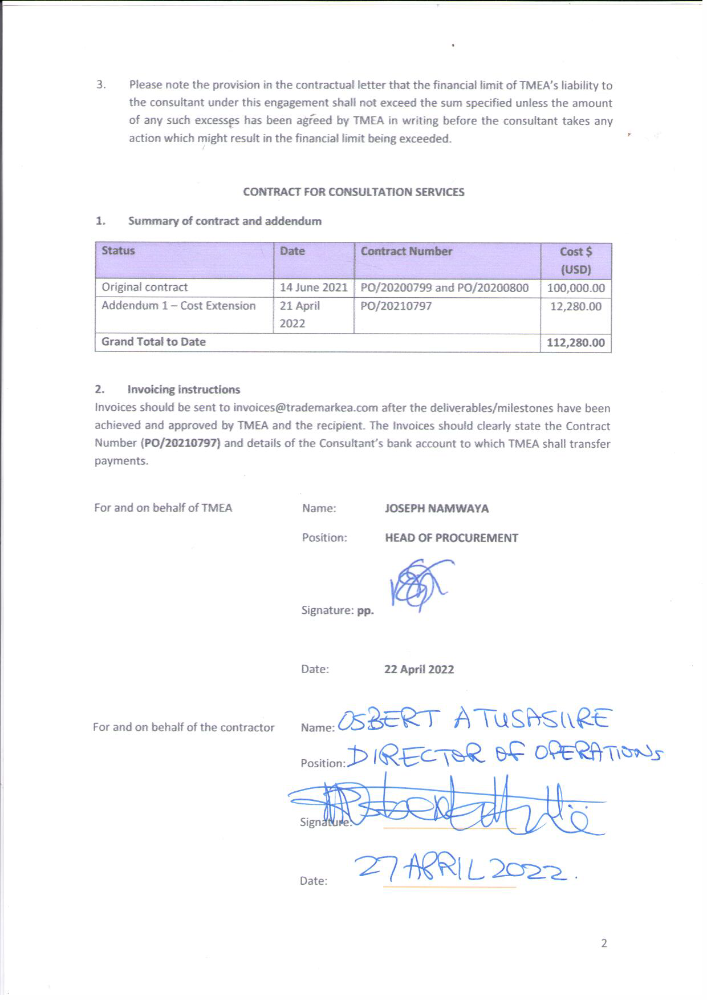 3. Please note the provision in the contractual letter that the financial limit of TMEA's liability to
the consultant under this engagement shall not exceed the sum specified unless the amount
of any such excesses has been agreed by TMEA in writing before the consultant takes any
action which might result in the financial limit being exceeded.
CONTRACT FOR CONSULTATION SERVICES
1. Summary of contract and addendum
Status Date Contract Number Cost $
(USD)
Original contract 14 June 2021 PO/20200799 and PO/20200800 100,000.00
Addendum 1 – Cost Extension 21 April PO/20210797 12,280.00
2022
Grand Total to Date 112,280.00
2. Invoicing instructions
Invoices should be sent to invoices@trademarkea.com after the deliverables/milestones have been
achieved and approved by TMEA and the recipient. The Invoices should clearly state the Contract
Number (PO/20210797) and details of the Consultant's bank account to which TMEA shall transfer
payments.
For and on behalf of TMEA Name: JOSEPH NAMWAYA
Position: HEAD OF PROCUREMENT
Signature: pp.
Date: 22 April 2022
For and on behalf of the contractor Name: OSBERT ATUSASIIRE
Position: DIRECTOR OF OPERATIONS
Signature:
Date: 27 APRIL 2022.
2